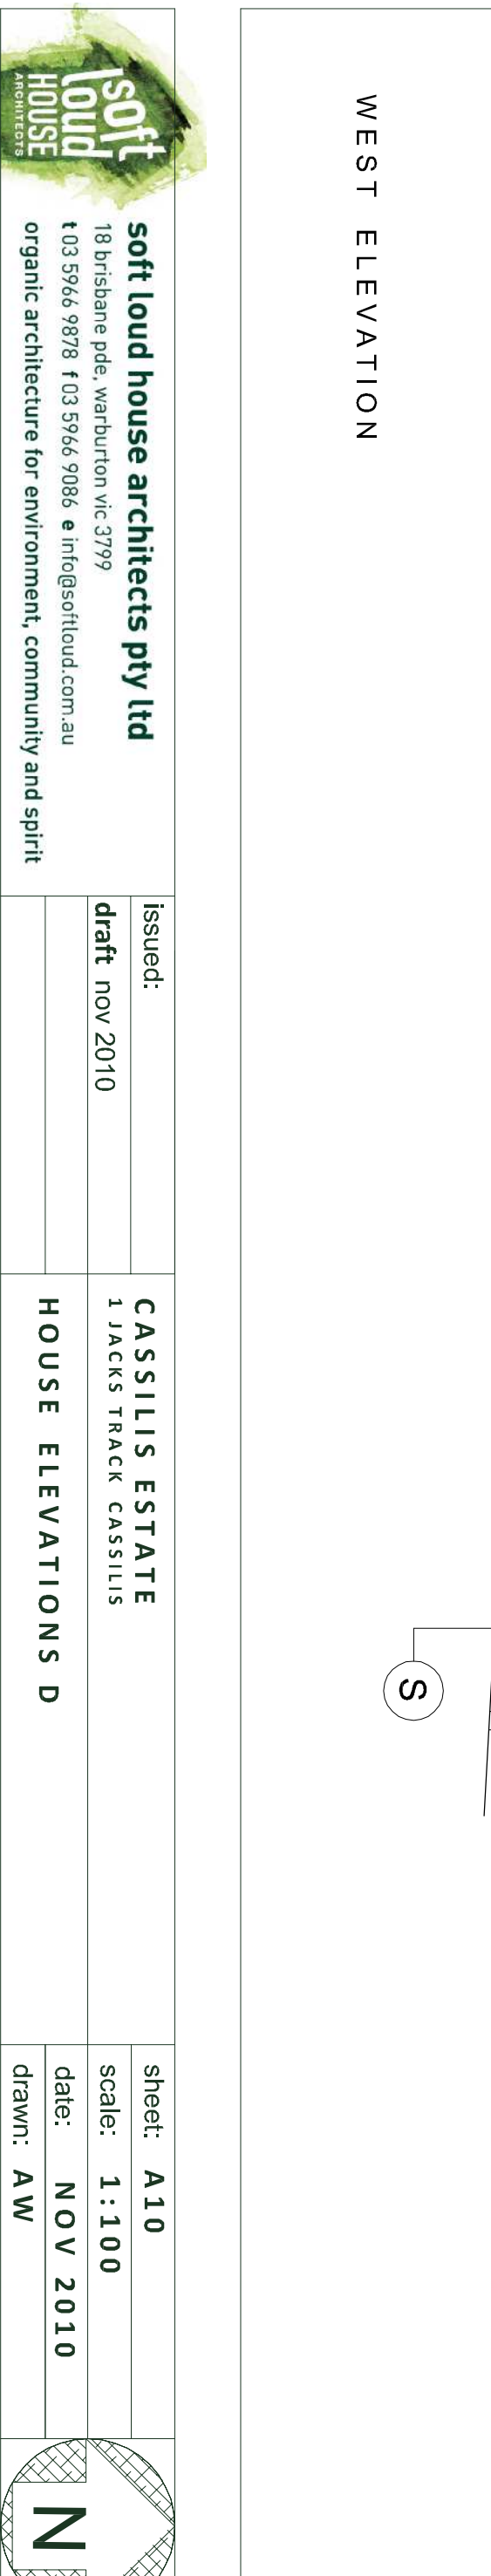 WEST ELEVATION
S
soft
loud
HOUSE
ARCHITECTS
soft loud house architects pty ltd
18 brisbane pde, warburton vic 3799
t 03 5966 9878 f 03 5966 9086 e info@softloud.com.au
organic architecture for environment, community and spirit
issued:
draft nov 2010
CASSILIS ESTATE
1 JACKS TRACK CASSILIS
HOUSE ELEVATIONS D
sheet: A10
scale: 1:100
date: NOV 2010
drawn: AW
N